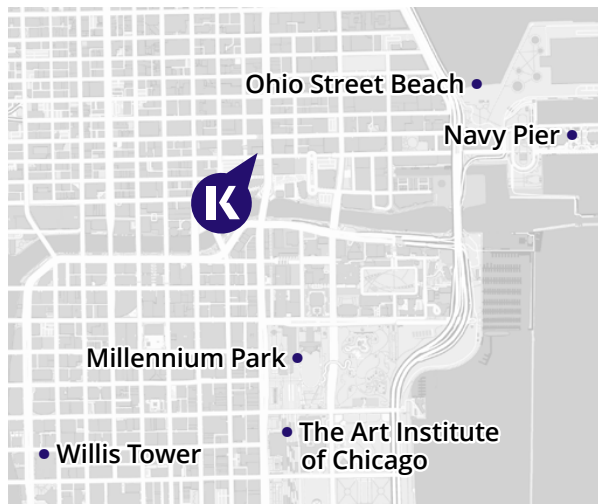 Ohio Street Beach
Navy Pier
K
Millennium Park
The Art Institute
of Chicago
Willis Tower